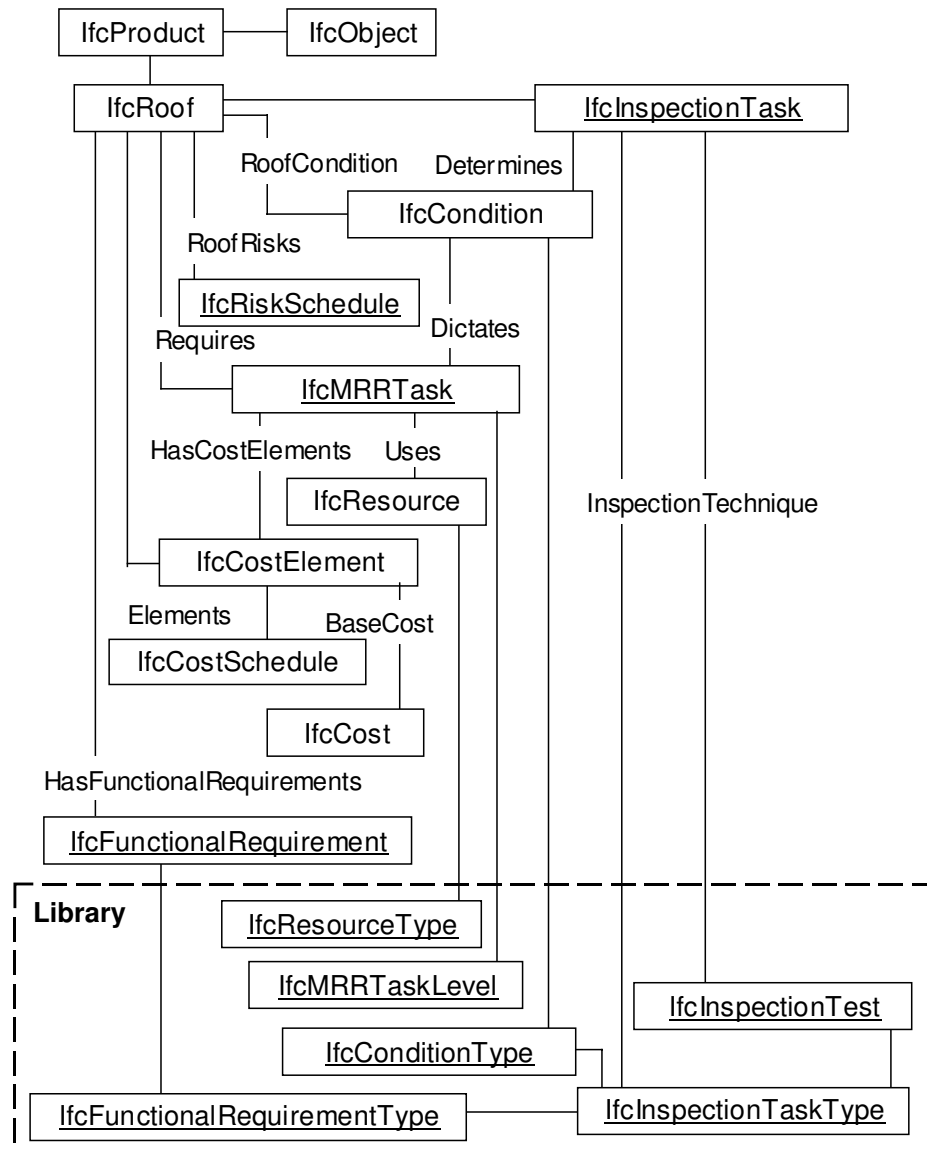 IfcProduct
IfcObject
IfcRoof
IfcInspectionTask
RoofCondition
Determines
IfcCondition
RoofRisks
IfcRiskSchedule
Dictates
Requires
IfcMRRTask
HasCostElements
Uses
IfcResource
InspectionTechnique
IfcCostElement
Elements
BaseCost
IfcCostSchedule
IfcCost
HasFunctionalRequirements
IfcFunctionalRequirement
Library
IfcResourceType
IfcMRRTaskLevel
IfcInspectionTest
IfcConditionType
IfcFunctionalRequirementType
IfcInspectionTaskType